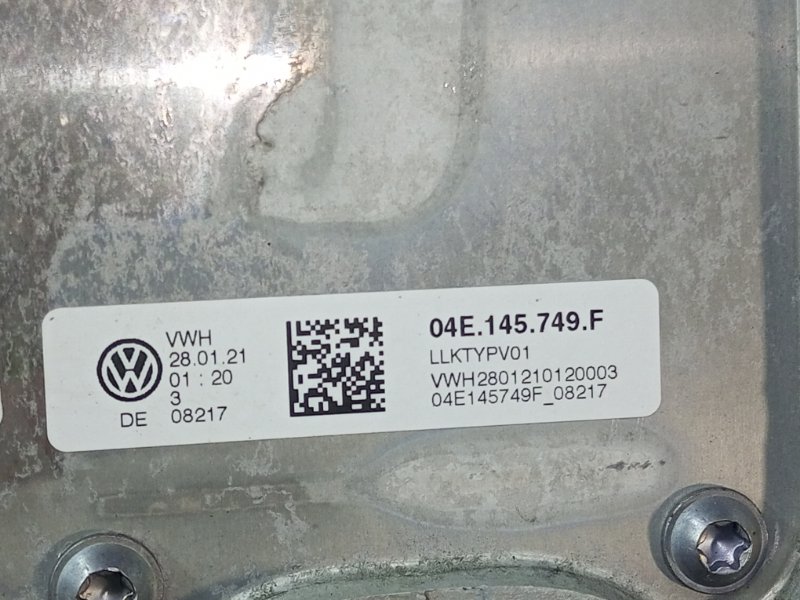 VWH
28.01.21
01 : 20
3
DE 08217
04E.145.749.F
LLKTYPV01
VWH2801210120003
04E145749F_08217